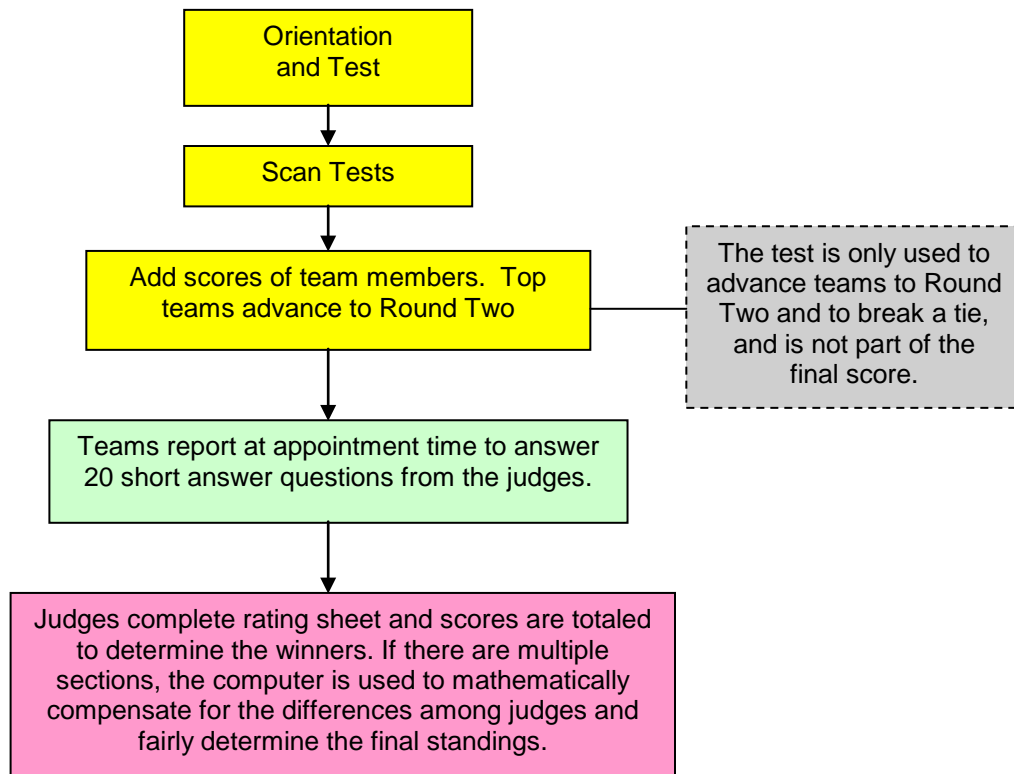 Orientation
and Test
Scan Tests
Add scores of team members.  Top
teams advance to Round Two
The test is only used to
advance teams to Round
Two and to break a tie,
and is not part of the
final score.
Teams report at appointment time to answer
20 short answer questions from the judges.
Judges complete rating sheet and scores are totaled
to determine the winners. If there are multiple
sections, the computer is used to mathematically
compensate for the differences among judges and
fairly determine the final standings.